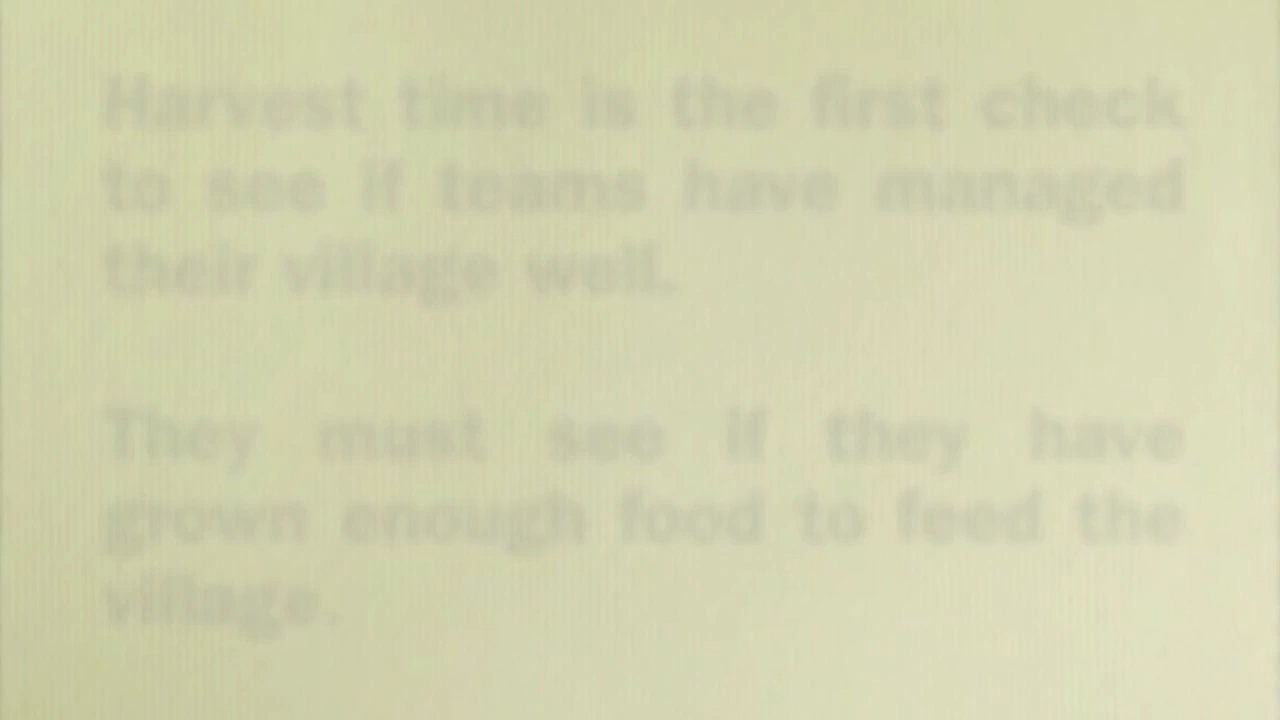 Harvest time is the first check
to see if teams have managed
their village well.
They must see if they have
grown enough food to feed the
village.